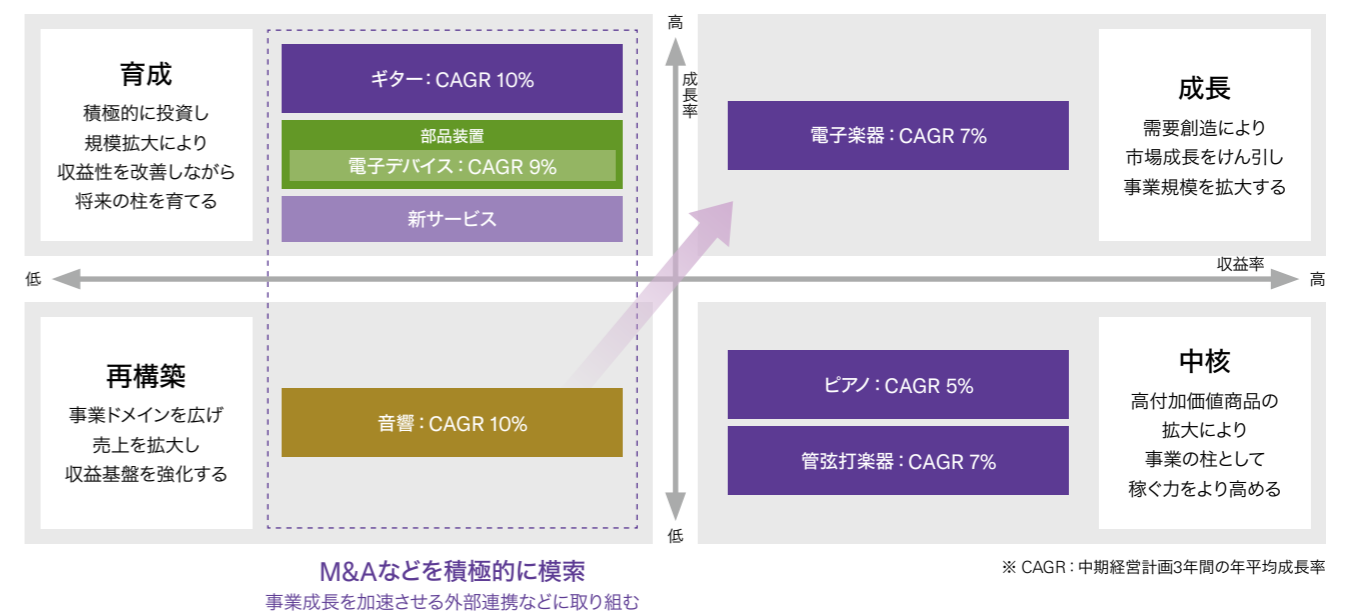 高
成長率
育成
積極的に投資し
規模拡大により
収益性を改善しながら
将来の柱を育てる
ギター：CAGR 10%
部品装置
電子デバイス：CAGR 9%
新サービス
電子楽器：CAGR 7%
成長
需要創造により
市場成長をけん引し
事業規模を拡大する
低
収益率
高
再構築
事業ドメインを広げ
売上を拡大し
収益基盤を強化する
音響：CAGR 10%
ピアノ：CAGR 5%
管弦打楽器：CAGR 7%
中核
高付加価値商品の
拡大により
事業の柱として
稼ぐ力をより高める
低
M&Aなどを積極的に模索
事業成長を加速させる外部連携などに取り組む
※ CAGR：中期経営計画3年間の年平均成長率